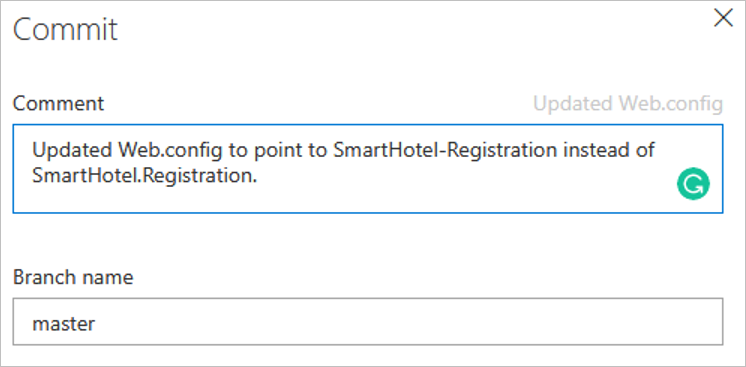 Commit
Comment
Updated Web.config
Updated Web.config to point to SmartHotel-Registration instead of
SmartHotel.Registration.
Branch name
master